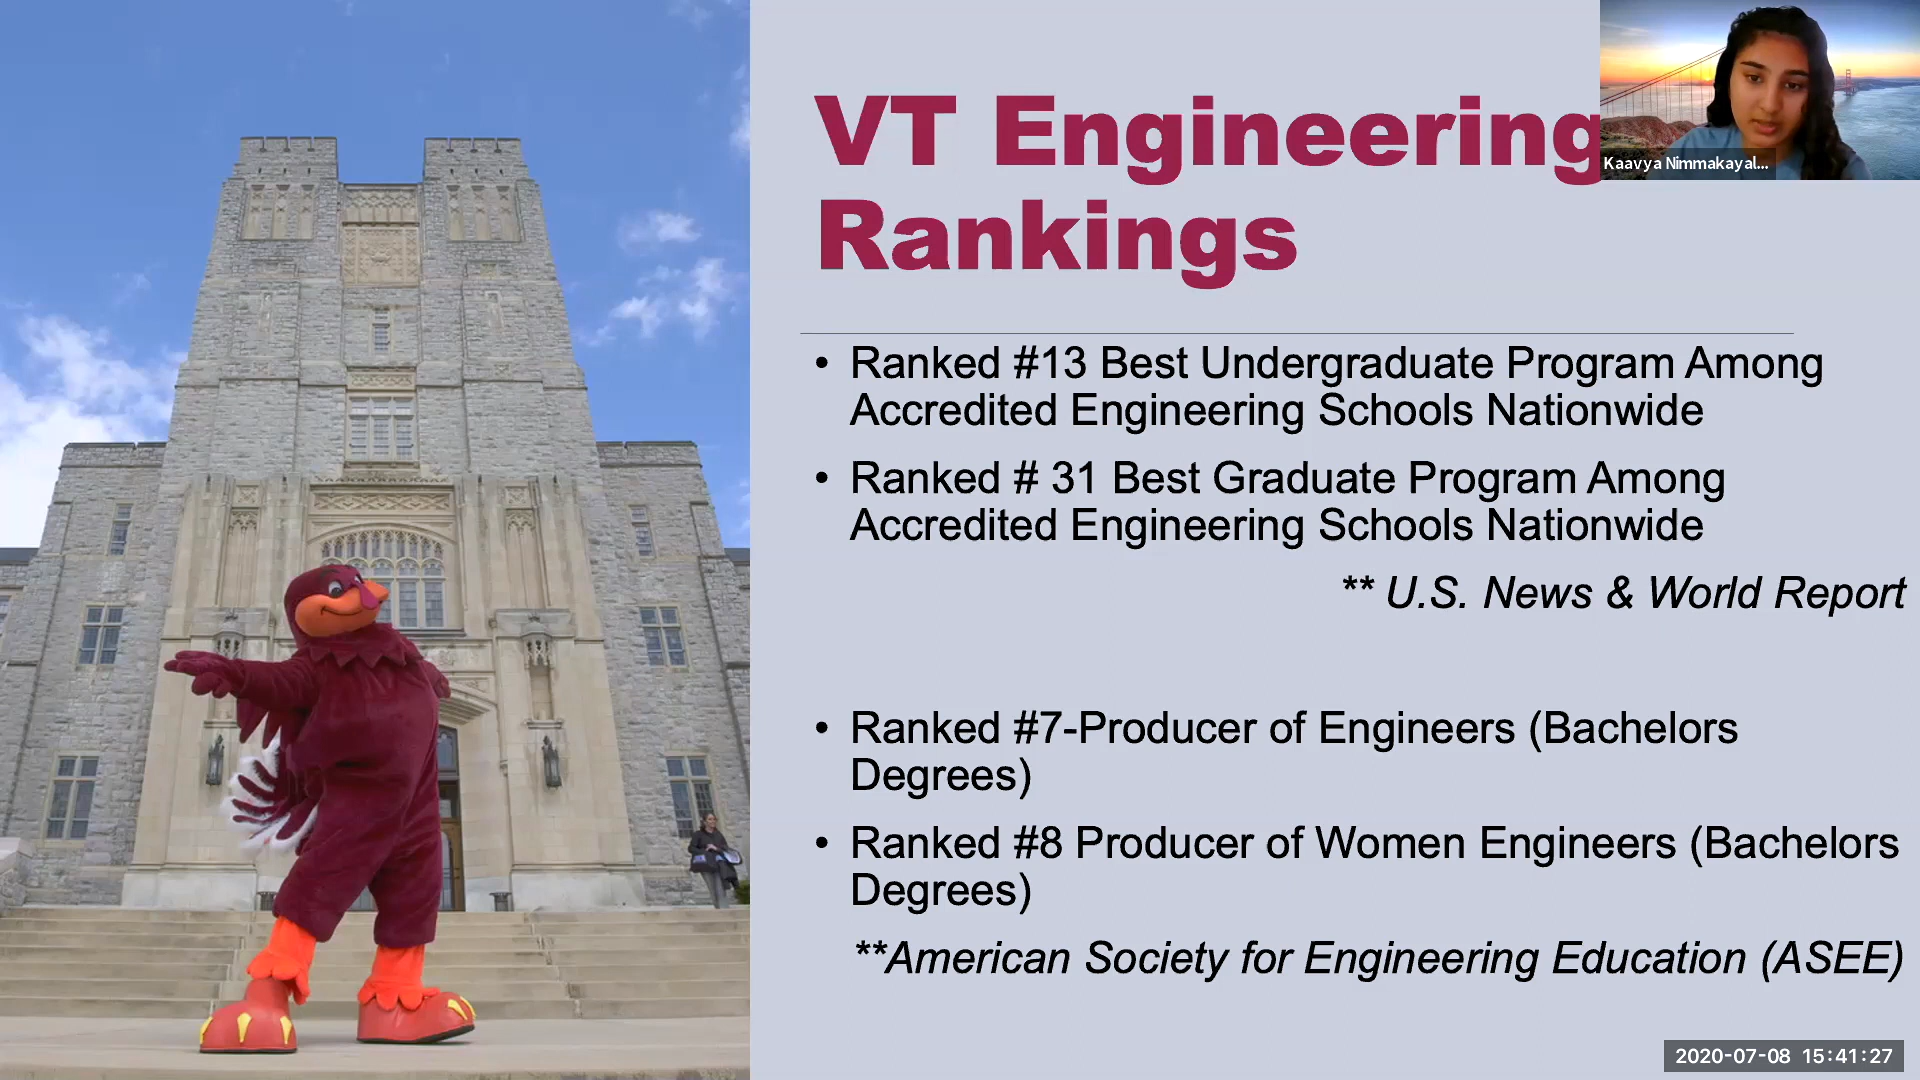 VT Engineering
Rankings
Kaavya Nimmakayal...
• Ranked #13 Best Undergraduate Program Among
Accredited Engineering Schools Nationwide
• Ranked # 31 Best Graduate Program Among
Accredited Engineering Schools Nationwide
** U.S. News & World Report
• Ranked #7-Producer of Engineers (Bachelors
Degrees)
• Ranked #8 Producer of Women Engineers (Bachelors
Degrees)
**American Society for Engineering Education (ASEE)
2020-07-08 15:41:27